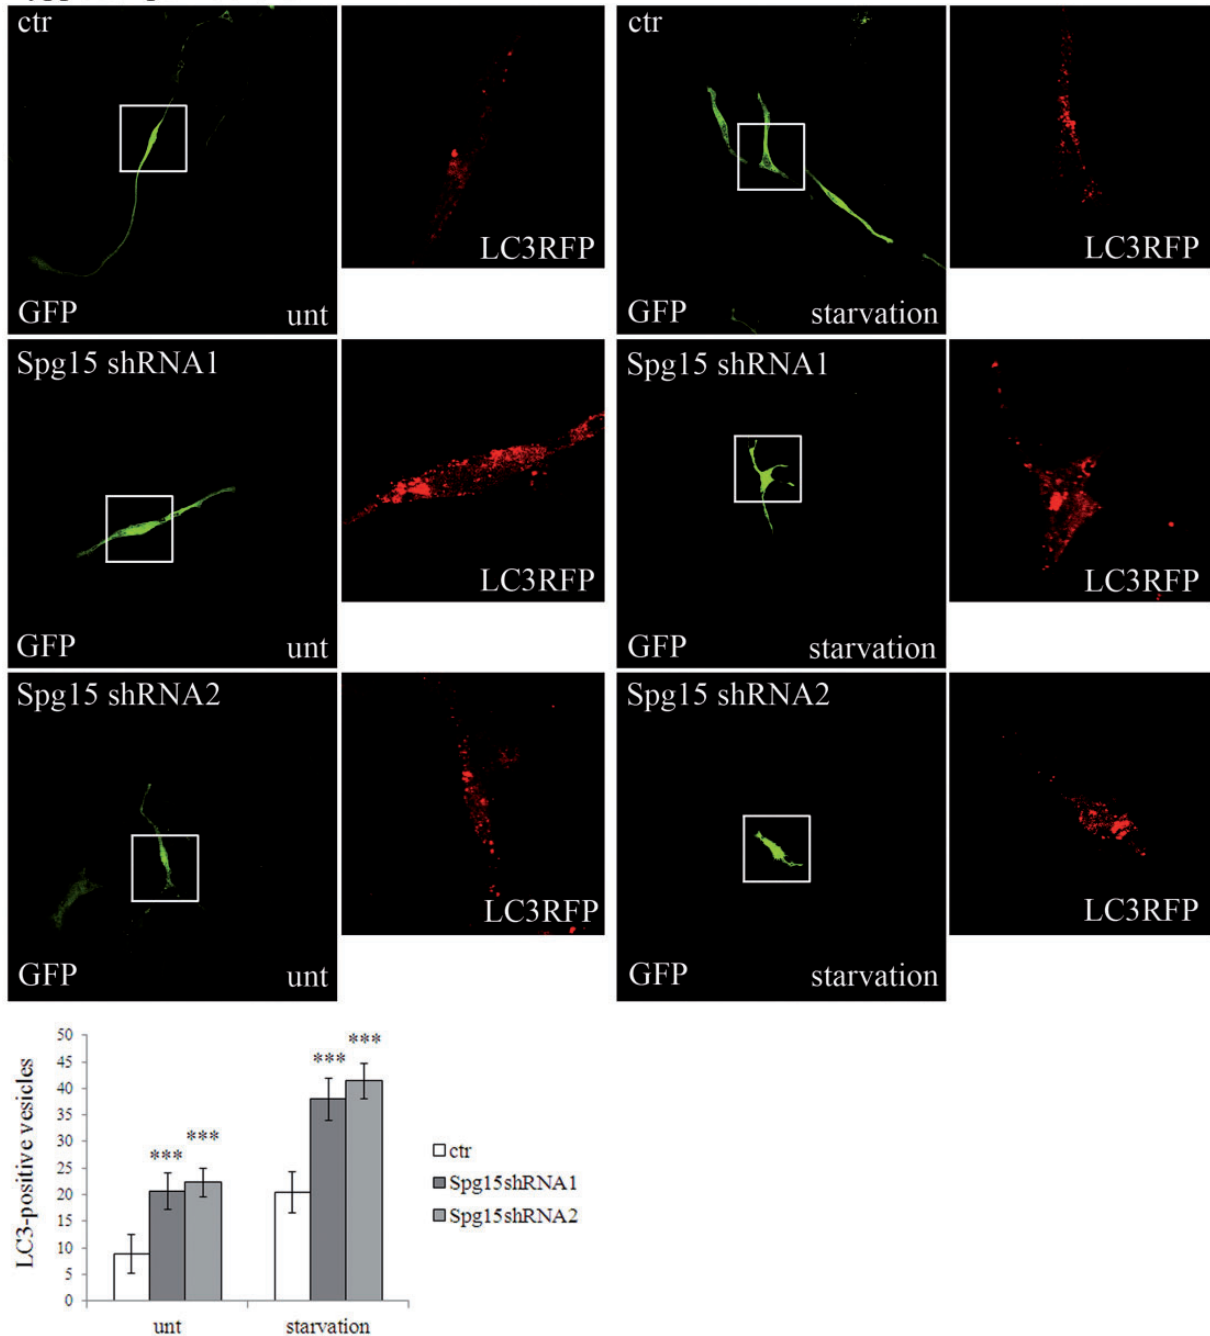 ctr
ctr
LC3RFP
LC3RFP
GFP unt
GFP starvation
Spg15 shRNA1
Spg15 shRNA1
LC3RFP
LC3RFP
GFP unt
GFP starvation
Spg15 shRNA2
Spg15 shRNA2
LC3RFP
LC3RFP
GFP unt
GFP starvation
LC3-positive vesicles
50
45
40
35
30
25
20
15
10
5
0
***
***
***
***
unt
starvation
ctr
Spg15shRNA1
Spg15shRNA2